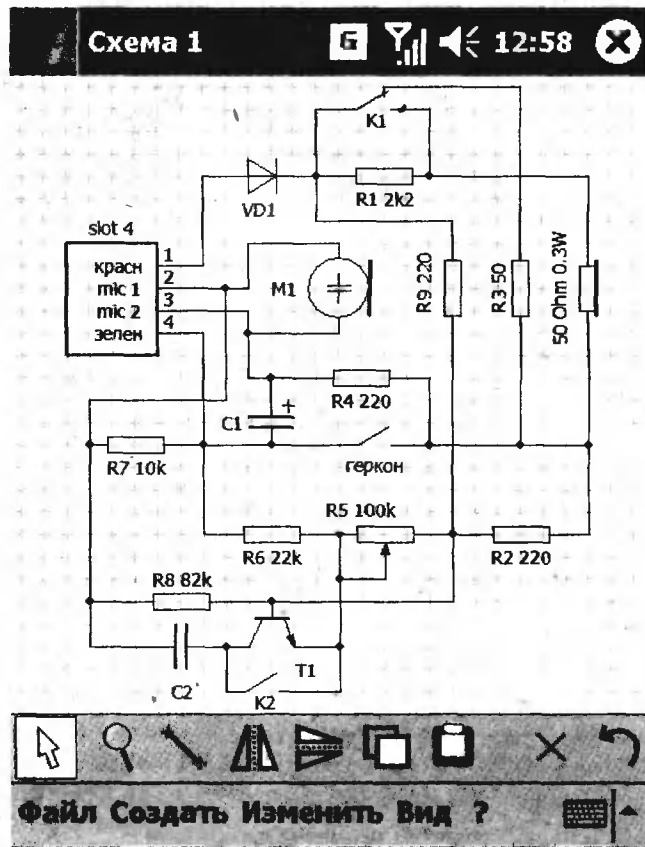 Схема 1 G 12:58
K1
R1 2k2
VD1
slot 4
красн 1
mic 1 2
mic 2 3
зелен 4
M1
R9 220
R3 50
50 Ohm 0.3W
C1 +
R4 220
R7 10k
геркон
R5 100k
R6 22k
R2 220
R8 82k
T1
C2
K2
Файл Создать Изменить Вид ?